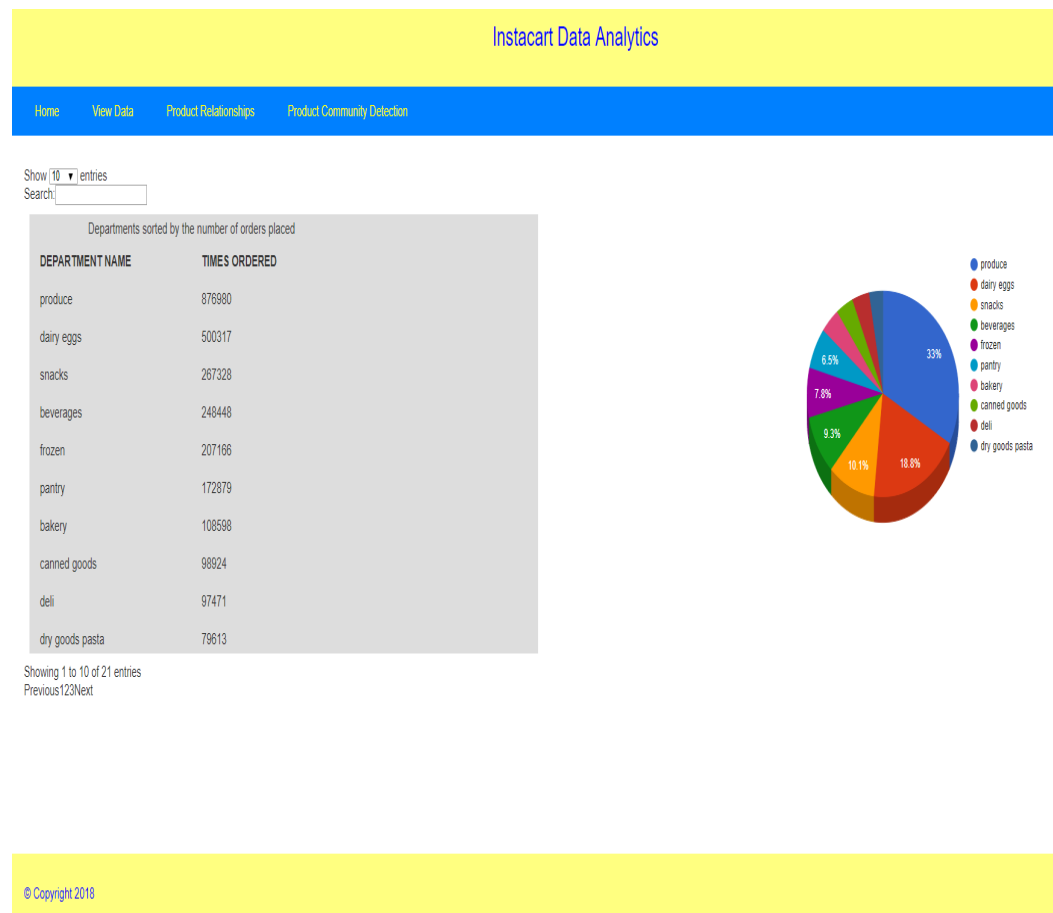 Instacart Data Analytics
Home View Data Product Relationships Product Community Detection
Show 10 entries
Search:
Departments sorted by the number of orders placed
DEPARTMENT NAME TIMES ORDERED
produce 876980
dairy eggs 500317
snacks 267328
beverages 248448
frozen 207166
pantry 172879
bakery 108598
canned goods 98924
deli 97471
dry goods pasta 79613
Showing 1 to 10 of 21 entries
Previous123Next
33%
18.8%
10.1%
9.3%
7.8%
6.5%
produce
dairy eggs
snacks
beverages
frozen
pantry
bakery
canned goods
deli
dry goods pasta
© Copyright 2018